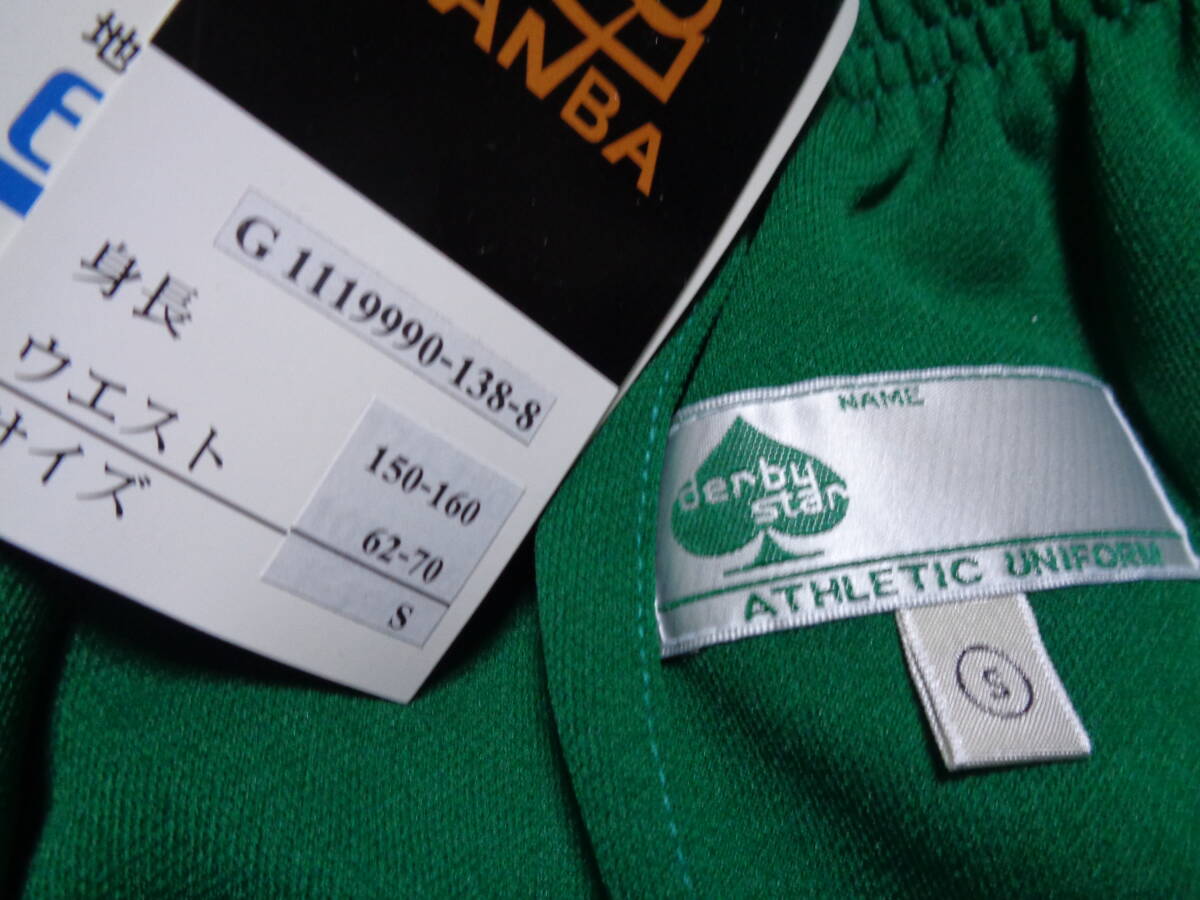 地
ANBA
G 1119990-138-8
身長 150-160
ウエスト 62-70
サイズ S
NAME
derby
star
ATHLETIC UNIFORM
S